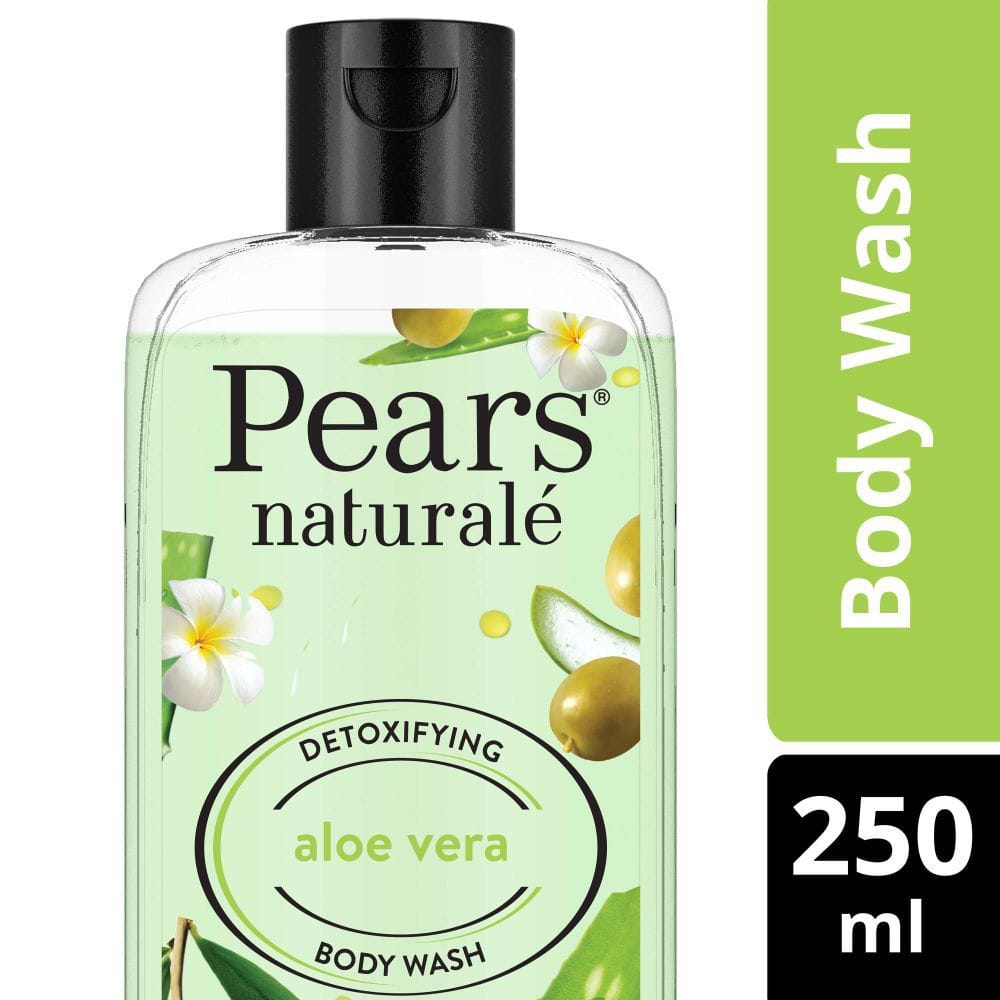 Pears®
naturalé
DETOXIFYING
aloe vera
BODY WASH
Body Wash
250
ml